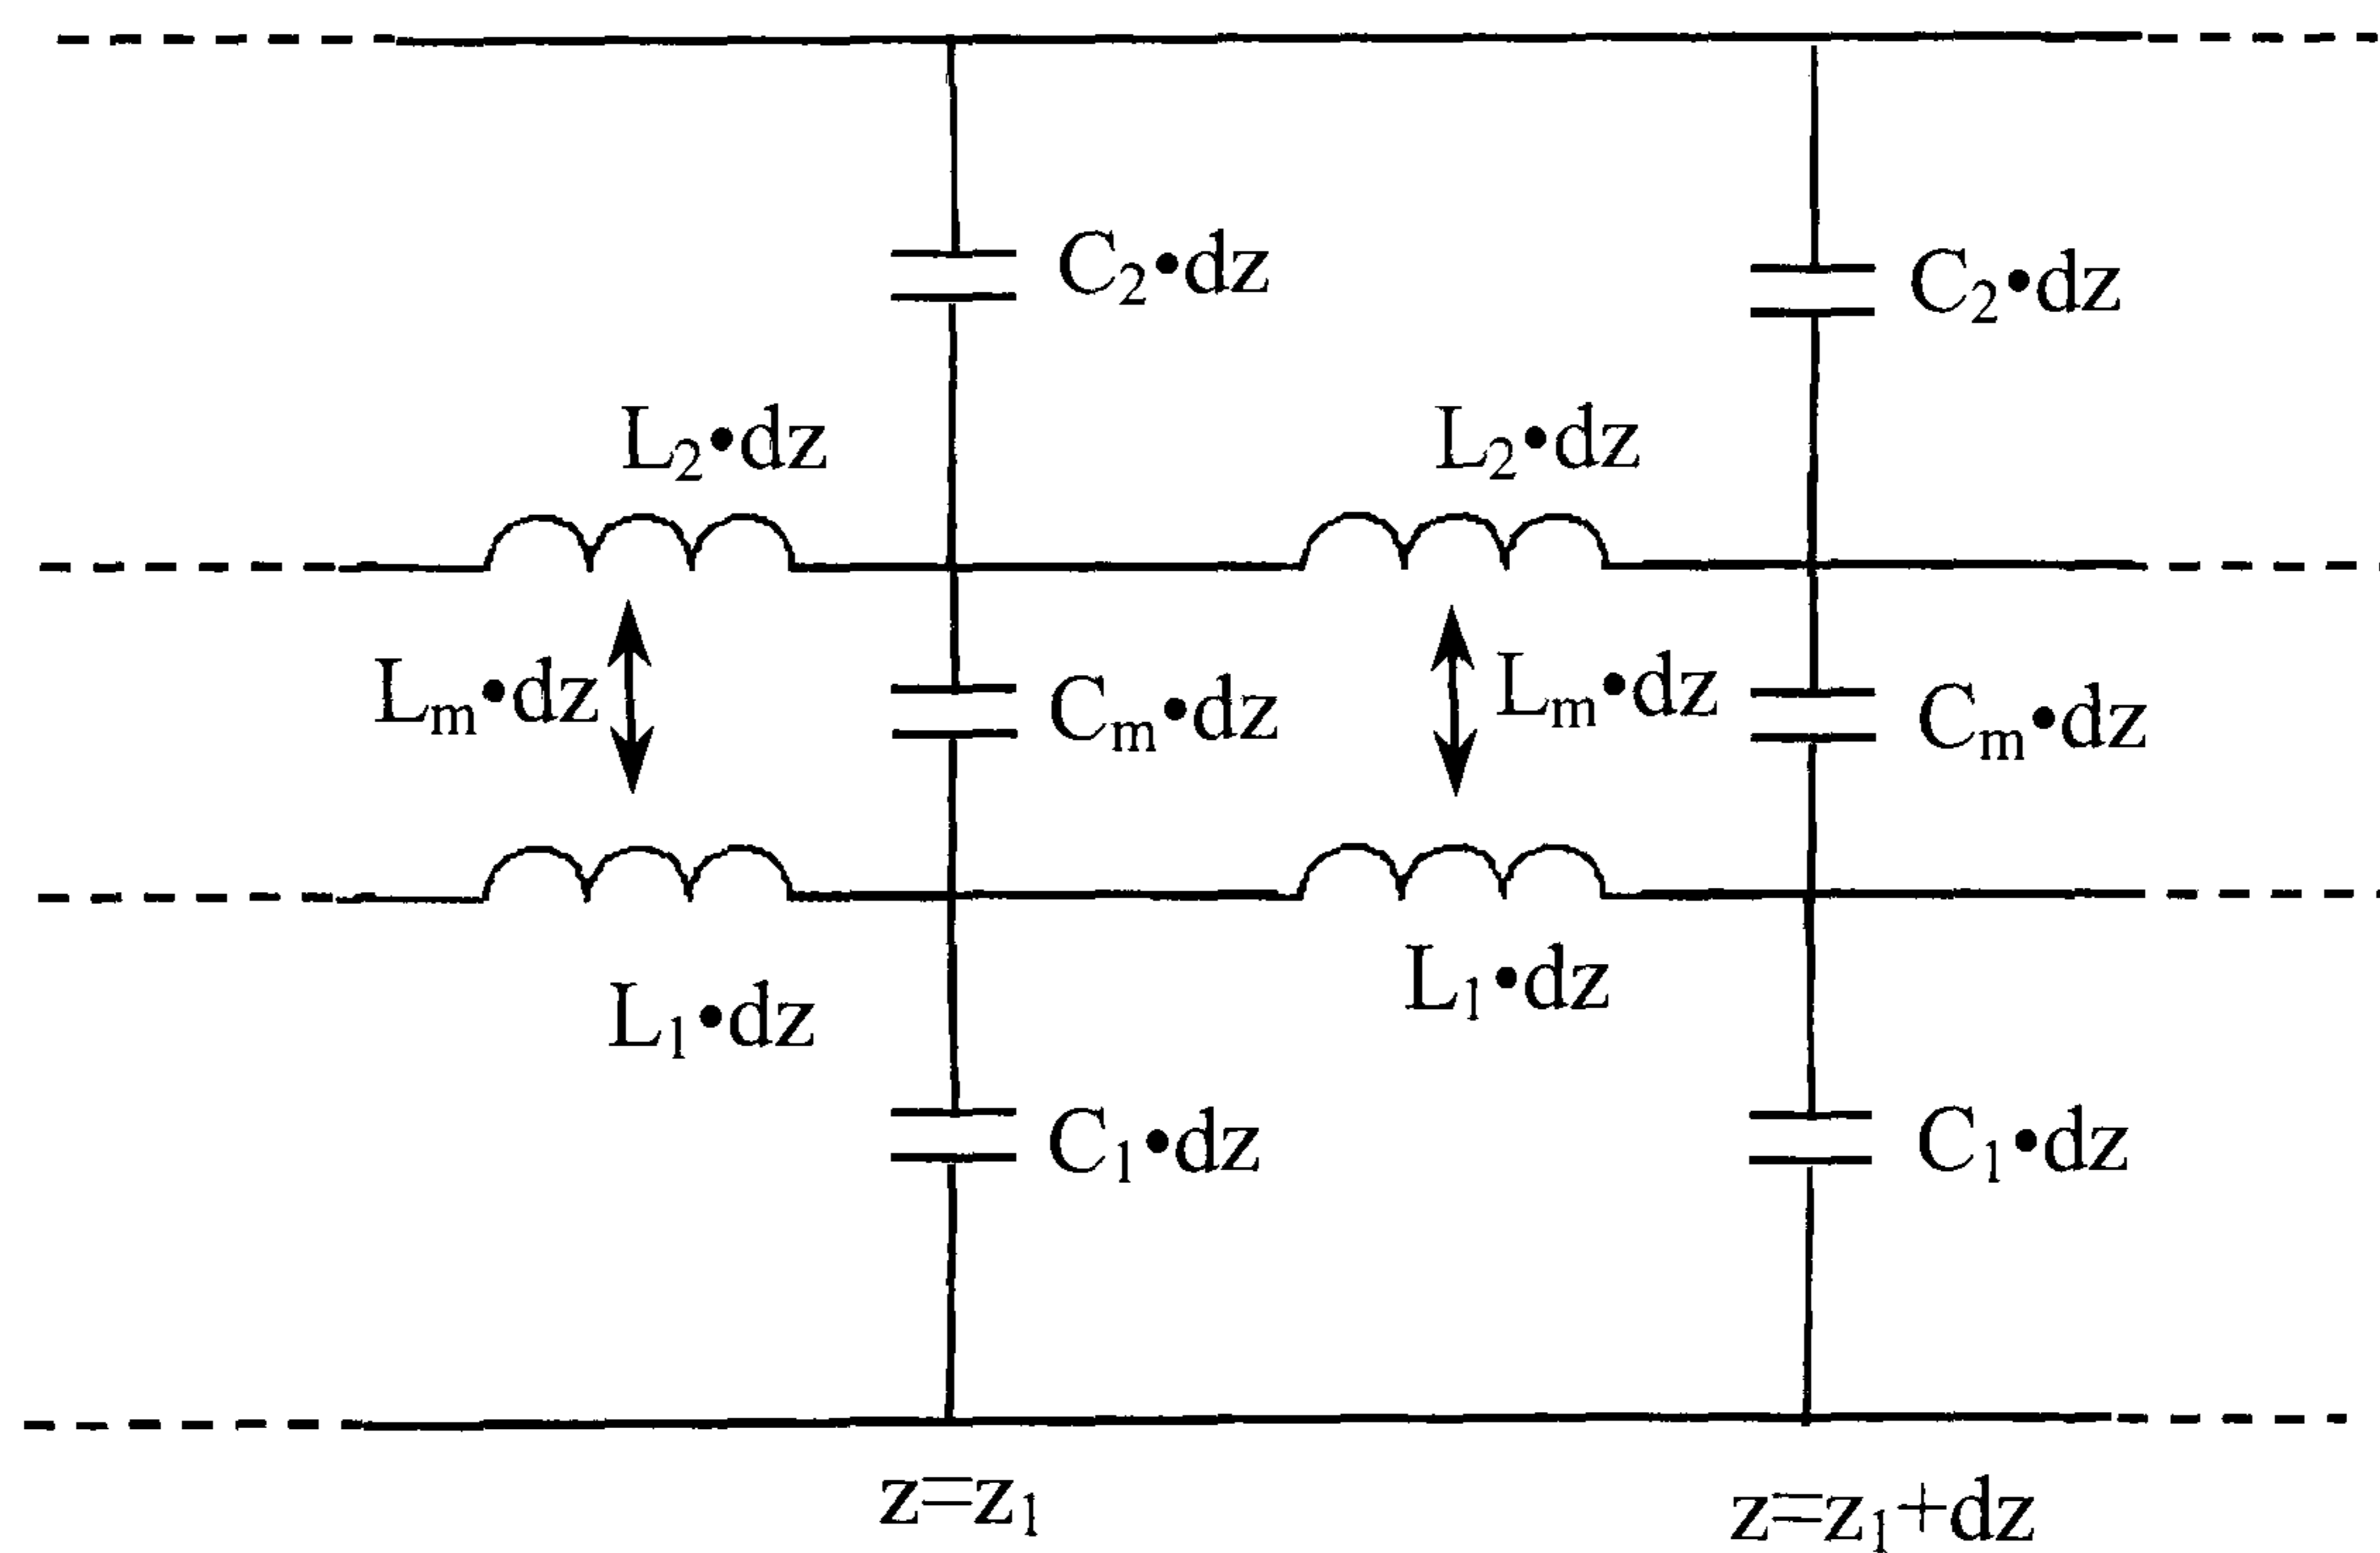 C₂•dz C₂•dz
L₂•dz L₂•dz
Lₘ•dz Cₘ•dz Lₘ•dz Cₘ•dz
L₁•dz L₁•dz
C₁•dz C₁•dz
z=z₁ z=z₁+dz